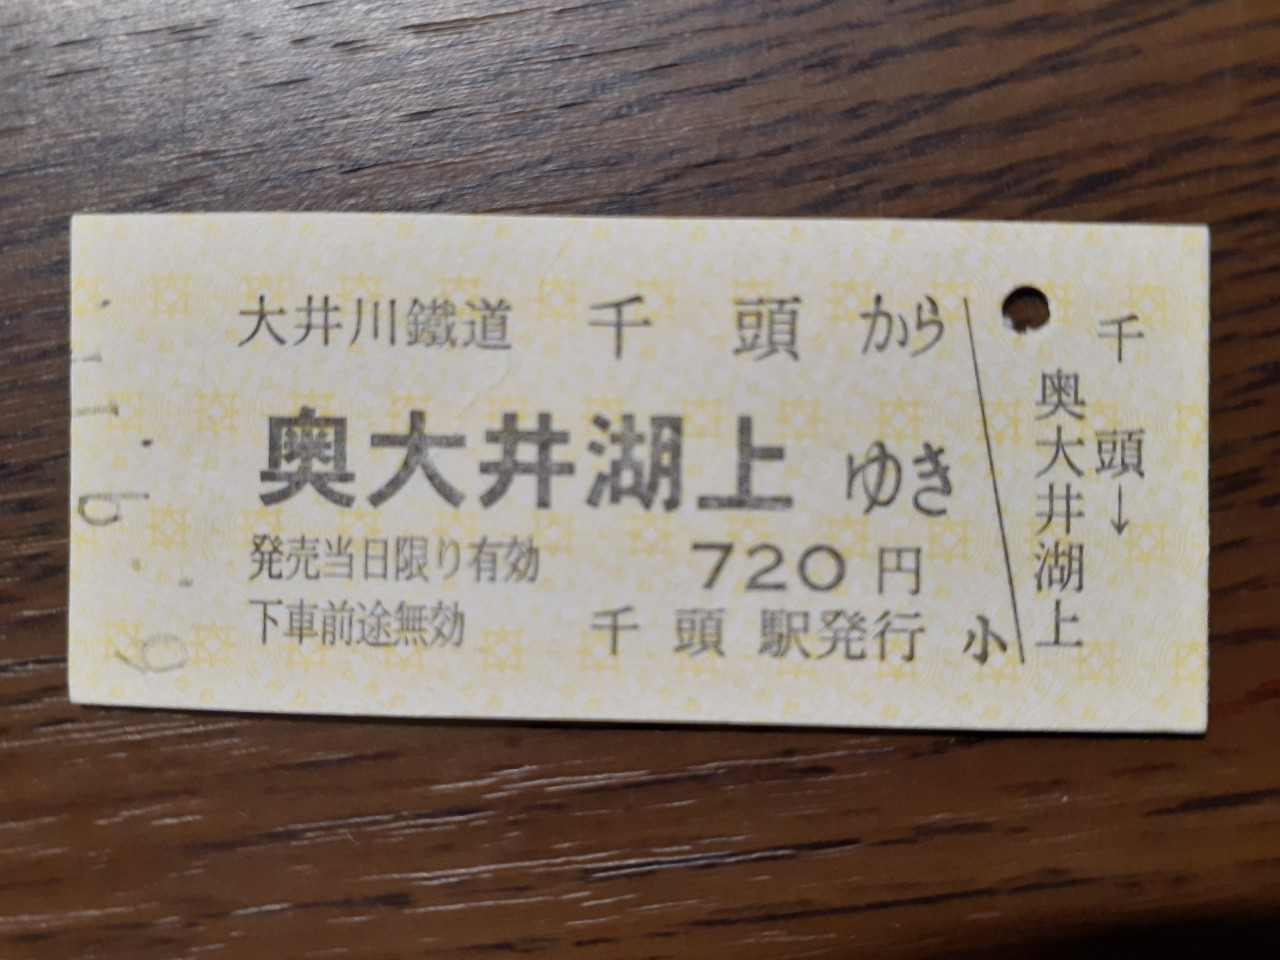 大井川鐵道 千頭から
奥大井湖上ゆき
発売当日限り有効 720円
下車前途無効 千頭駅発行 小
千頭→
奥大井湖上